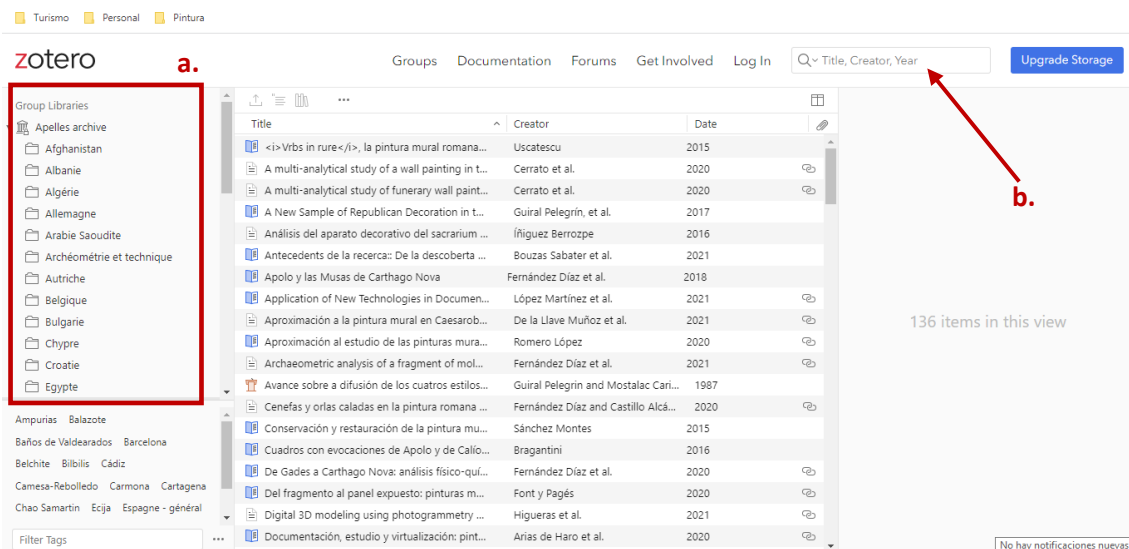 Turismo Personal Pintura
zotero
a.
Groups Documentation Forums Get Involved Log In
Title, Creator, Year
Upgrade Storage
Group Libraries
Apelles archive
Afghanistan
Albanie
Algérie
Allemagne
Arabie Saoudite
Archéométrie et technique
Autriche
Belgique
Bulgarie
Chypre
Croatie
Egypte
Ampurias Balazote
Baños de Valdearados Barcelona
Belchite Bilbilis Cádiz
Camesa-Rebolledo Carmona Cartagena
Chao Samartin Ecija Espagne - général
Filter Tags
Title Creator Date
<i>Vrbs in rure</i>, la pintura mural romana... Uscatescu 2015
A multi-analytical study of a wall painting in t... Cerrato et al. 2020
A multi-analytical study of funerary wall paint... Cerrato et al. 2020
A New Sample of Republican Decoration in t... Guiral Pelegrín, et al. 2017
Análisis del aparato decorativo del sacrarium ... Íñiguez Berrozpe 2016
Antecedents de la recerca:: De la descoberta ... Bouzas Sabater et al. 2021
Apolo y las Musas de Carthago Nova Fernández Díaz et al. 2018
Application of New Technologies in Documen... López Martínez et al. 2021
Aproximación a la pintura mural en Caesarob... De la Llave Muñoz et al. 2021
Aproximación al estudio de las pinturas mura... Romero López 2020
Archaeometric analysis of a fragment of mol... Fernández Díaz et al. 2021
Avance sobre a difusión de los cuatros estilos... Guiral Pelegrin and Mostalac Cari... 1987
Cenefas y orlas caladas en la pintura romana ... Fernández Díaz and Castillo Alcá... 2020
Conservación y restauración de la pintura mu... Sánchez Montes 2015
Cuadros con evocaciones de Apolo y de Calío... Bragantini 2016
De Gades a Carthago Nova: análisis físico-quí... Fernández Díaz et al. 2020
Del fragmento al panel expuesto: pinturas m... Font y Pagés 2020
Digital 3D modeling using photogrammetry ... Higueras et al. 2021
Documentación, estudio y virtualización: pint... Arias de Haro et al. 2020
b.
136 items in this view
No hay notificaciones nuevas